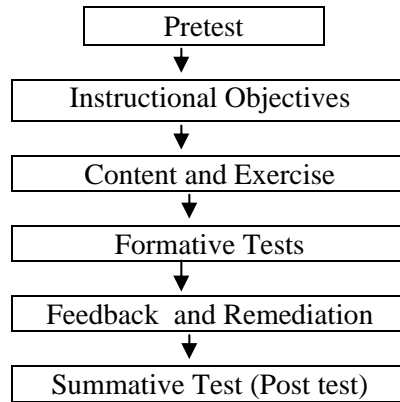 Pretest
Instructional Objectives
Content and Exercise
Formative Tests
Feedback and Remediation
Summative Test (Post test)